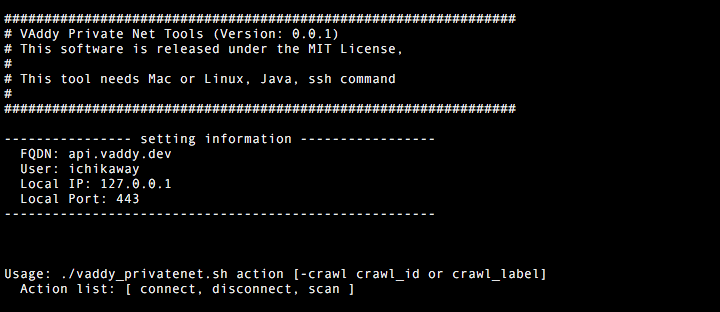 ################################################################
# VAddy Private Net Tools (Version: 0.0.1)
# This software is released under the MIT License,
#
# This tool needs Mac or Linux, Java, ssh command
#
################################################################
---------------- setting information -----------------
FQDN: api.vaddy.dev
User: ichikaway
Local IP: 127.0.0.1
Local Port: 443
------------------------------------------------------
Usage: ./vaddy_privatenet.sh action [-crawl crawl_id or crawl_label]
Action list: [ connect, disconnect, scan ]